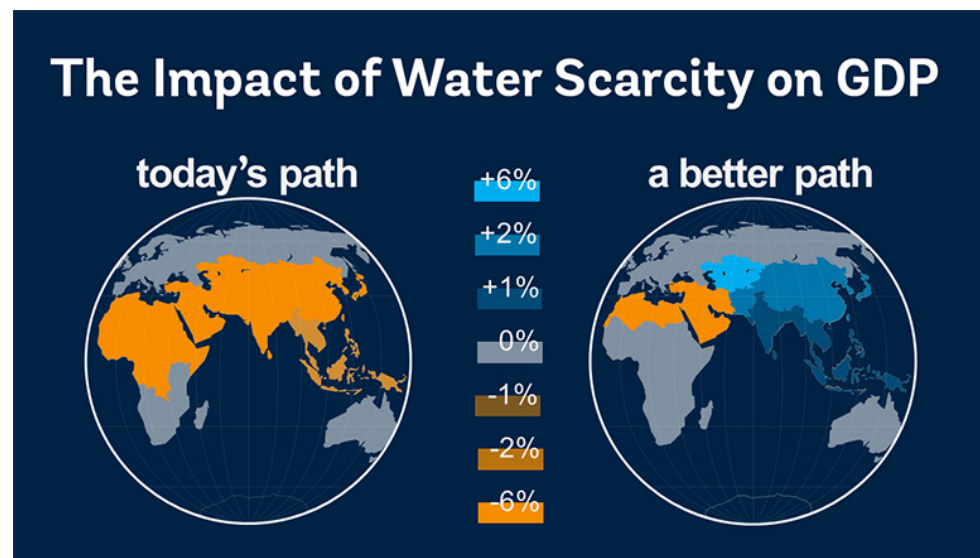 The Impact of Water Scarcity on GDP
today's path
+6%
+2%
+1%
0%
-1%
-2%
-6%
a better path